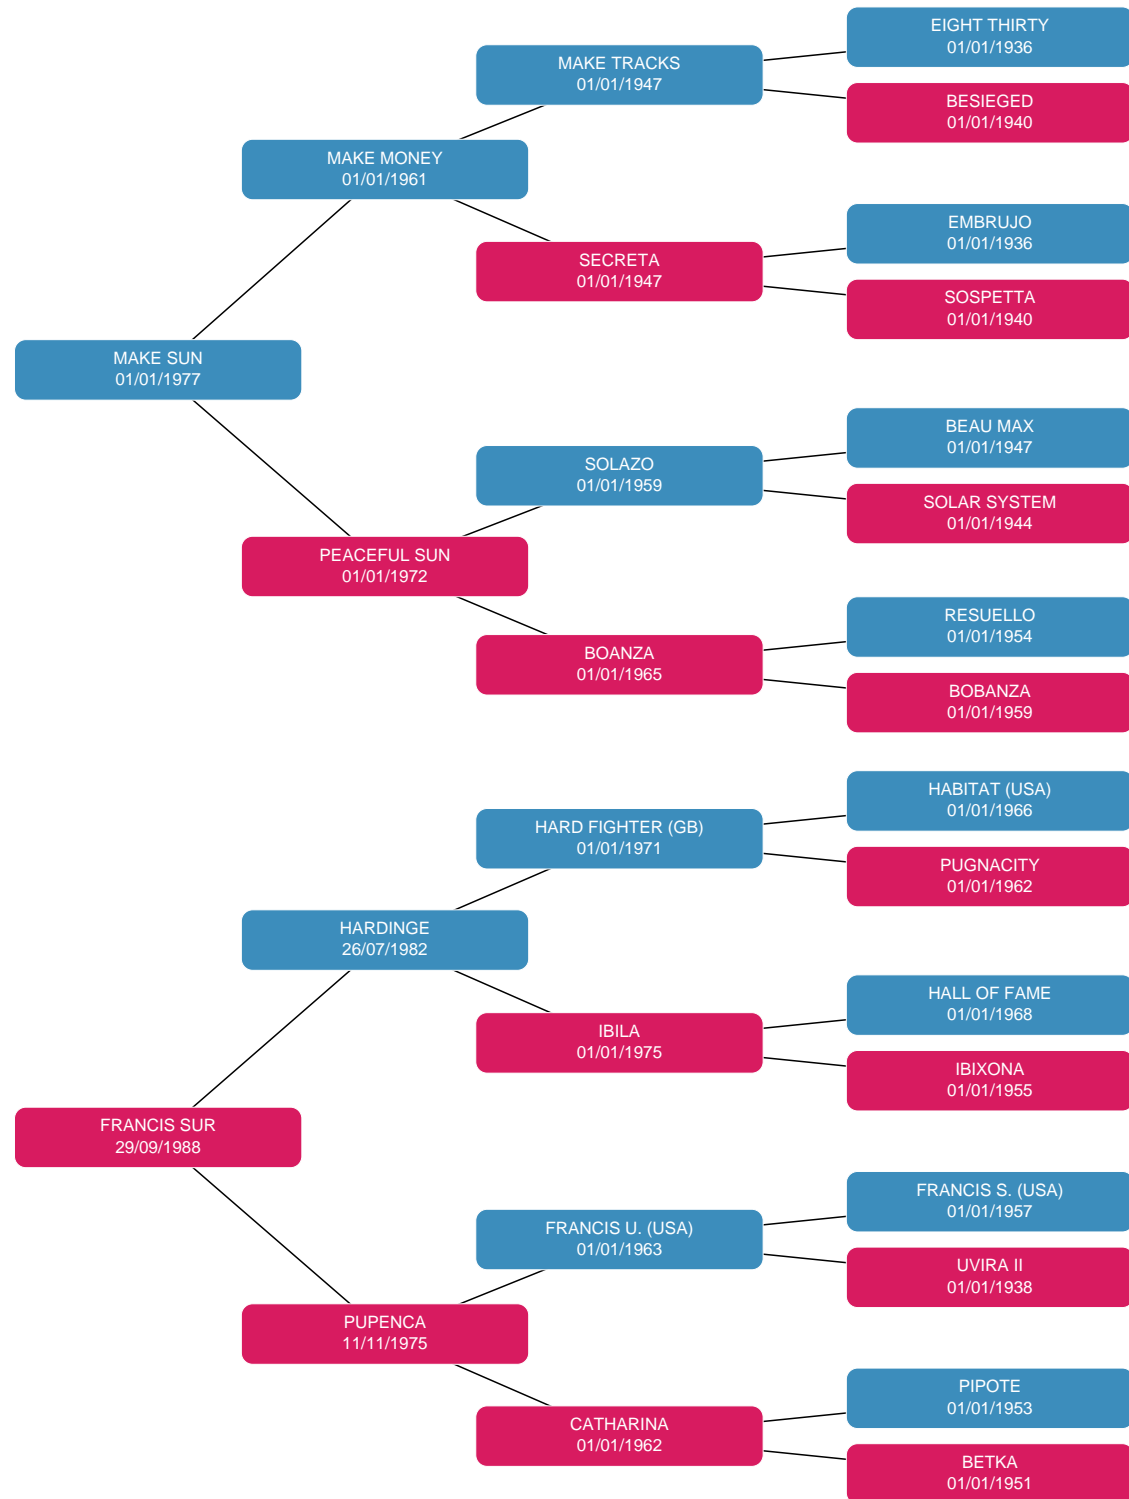 EIGHT THIRTY
01/01/1936
MAKE TRACKS
01/01/1947
BESIEGED
01/01/1940
MAKE MONEY
01/01/1961
EMBRUJO
01/01/1936
SECRETA
01/01/1947
SOSPETTA
01/01/1940
MAKE SUN
01/01/1977
BEAU MAX
01/01/1947
SOLAZO
01/01/1959
SOLAR SYSTEM
01/01/1944
PEACEFUL SUN
01/01/1972
RESUELLO
01/01/1954
BOANZA
01/01/1965
BOBANZA
01/01/1959
HABITAT (USA)
01/01/1966
HARD FIGHTER (GB)
01/01/1971
PUGNACITY
01/01/1962
HARDINGE
26/07/1982
HALL OF FAME
01/01/1968
IBILA
01/01/1975
IBIXONA
01/01/1955
FRANCIS SUR
29/09/1988
FRANCIS S. (USA)
01/01/1957
FRANCIS U. (USA)
01/01/1963
UVIRA II
01/01/1938
PUPENCA
11/11/1975
PIPOTE
01/01/1953
CATHARINA
01/01/1962
BETKA
01/01/1951